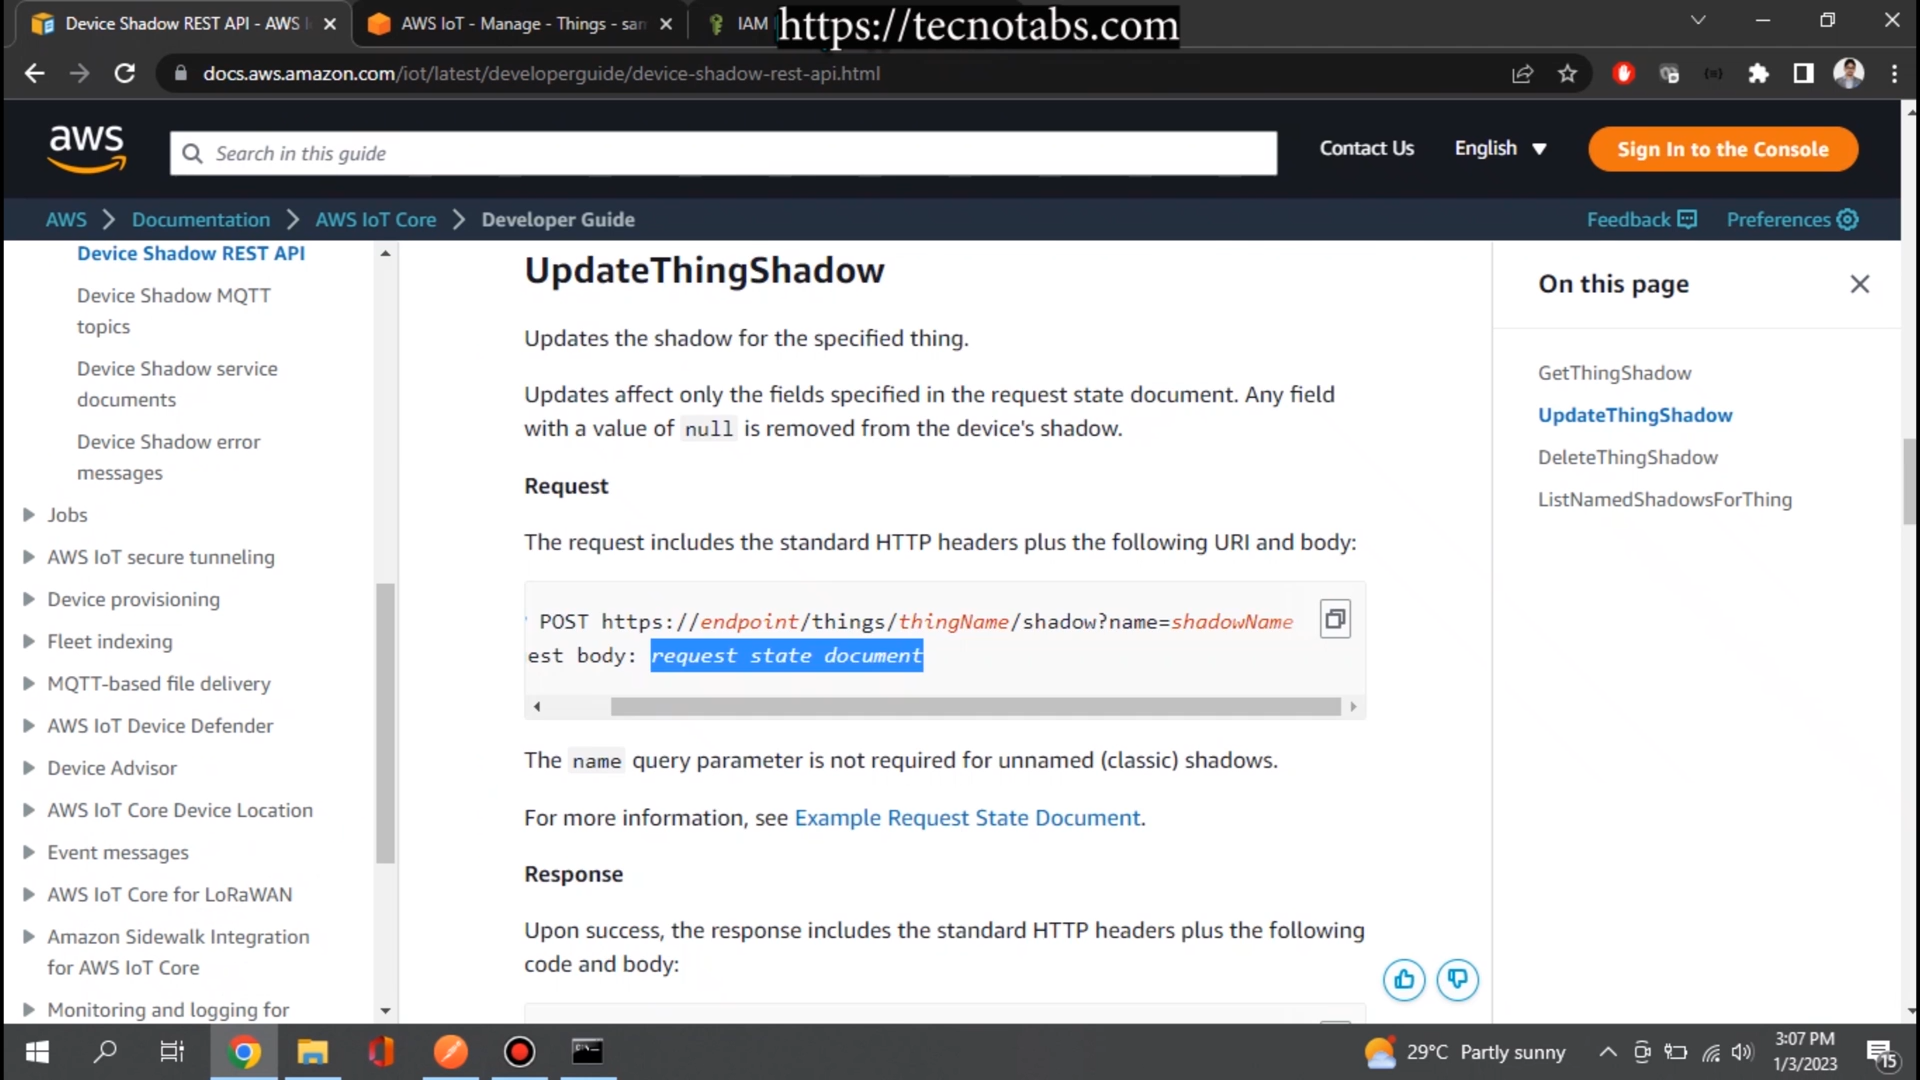 Device Shadow REST API - AWS I
AWS IoT - Manage - Things - sam
IAM
https://tecnotabs.com
docs.aws.amazon.com/iot/latest/developerguide/device-shadow-rest-api.html
aws
Search in this guide
Contact Us
English
Sign In to the Console
AWS
Documentation
AWS IoT Core
Developer Guide
Feedback
Preferences
Device Shadow REST API
Device Shadow MQTT
topics
Device Shadow service
documents
Device Shadow error
messages
Jobs
AWS IoT secure tunneling
Device provisioning
Fleet indexing
MQTT-based file delivery
AWS IoT Device Defender
Device Advisor
AWS IoT Core Device Location
Event messages
AWS IoT Core for LoRaWAN
Amazon Sidewalk Integration
for AWS IoT Core
Monitoring and logging for
UpdateThingShadow
Updates the shadow for the specified thing.
Updates affect only the fields specified in the request state document. Any field
with a value of null is removed from the device's shadow.
Request
The request includes the standard HTTP headers plus the following URI and body:
POST https://endpoint/things/thingName/shadow?name=shadowName
est body: request state document
The name query parameter is not required for unnamed (classic) shadows.
For more information, see Example Request State Document.
Response
Upon success, the response includes the standard HTTP headers plus the following
code and body:
On this page
GetThingShadow
UpdateThingShadow
DeleteThingShadow
ListNamedShadowsForThing
29°C Partly sunny
3:07 PM
1/3/2023
15